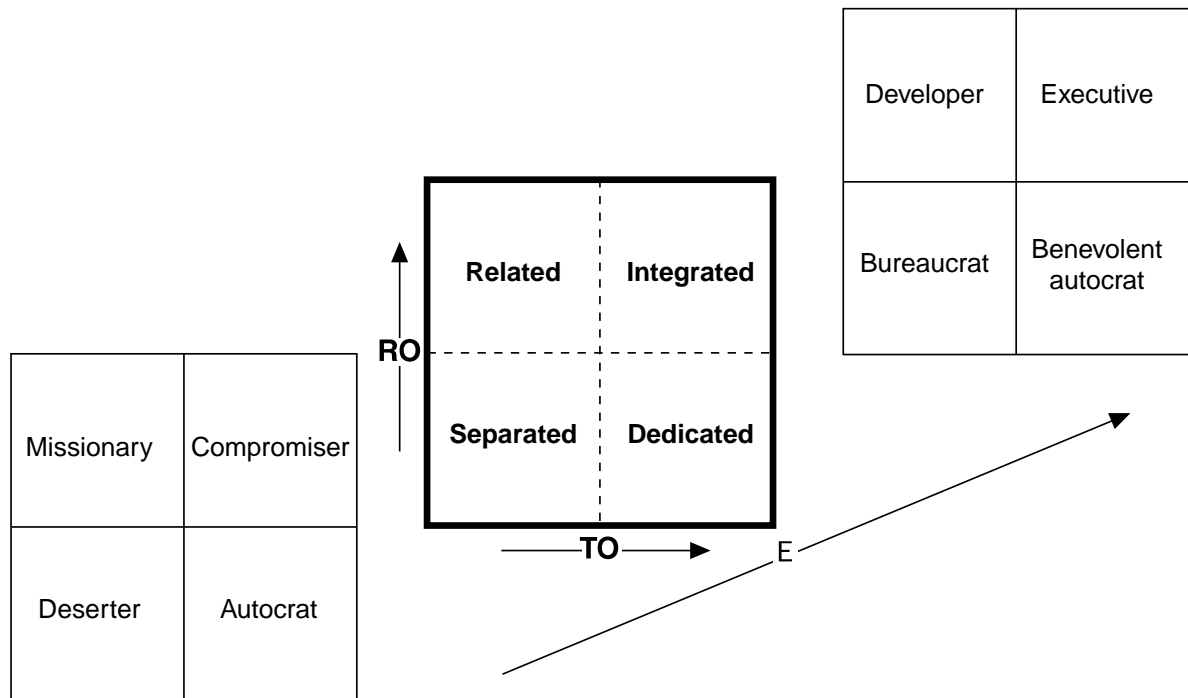 Developer
Executive
Bureaucrat
Benevolent
autocrat
Related
Integrated
RO
Separated
Dedicated
TO
Missionary
Compromiser
Deserter
Autocrat
E